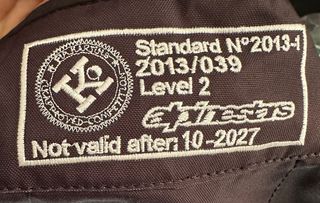 Standard N°2013-1
2013/039
Level 2
alpinestars
Not valid after: 10-2027